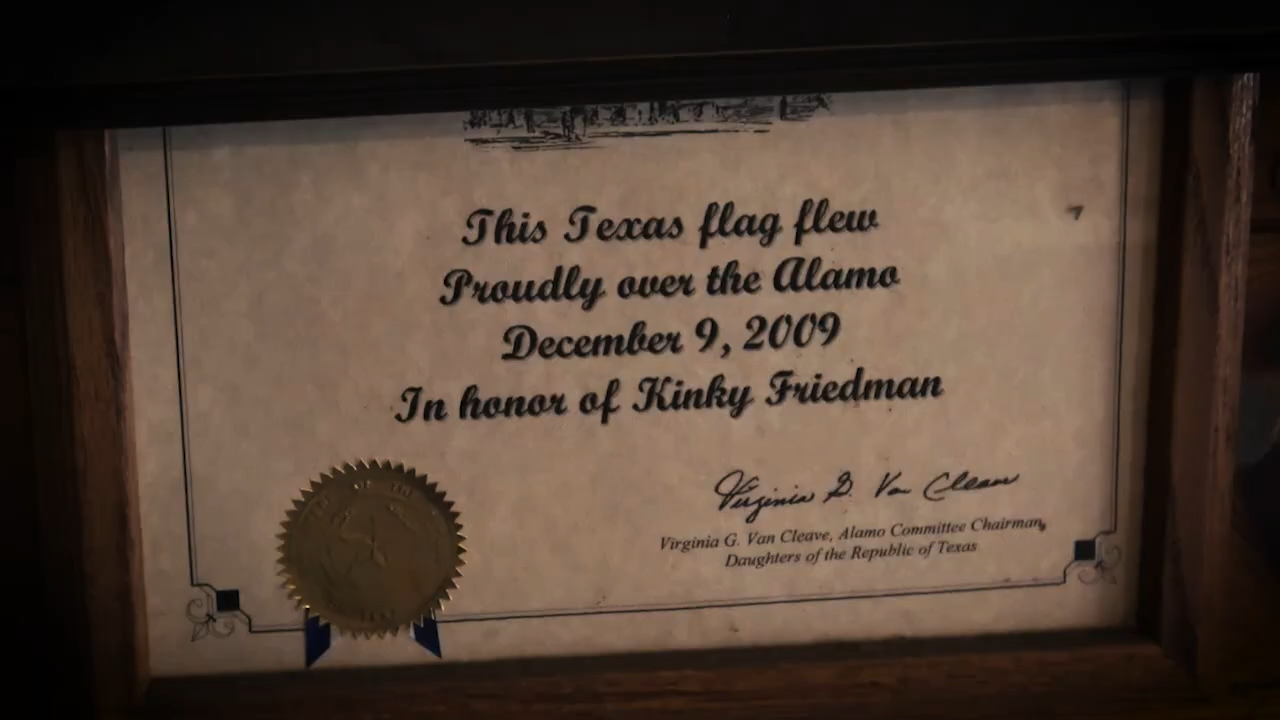 This Texas flag flew
Proudly over the Alamo
December 9, 2009
In honor of Kinky Friedman
Virginia G. Van Cleave
Virginia G. Van Cleave, Alamo Committee Chairman,
Daughters of the Republic of Texas